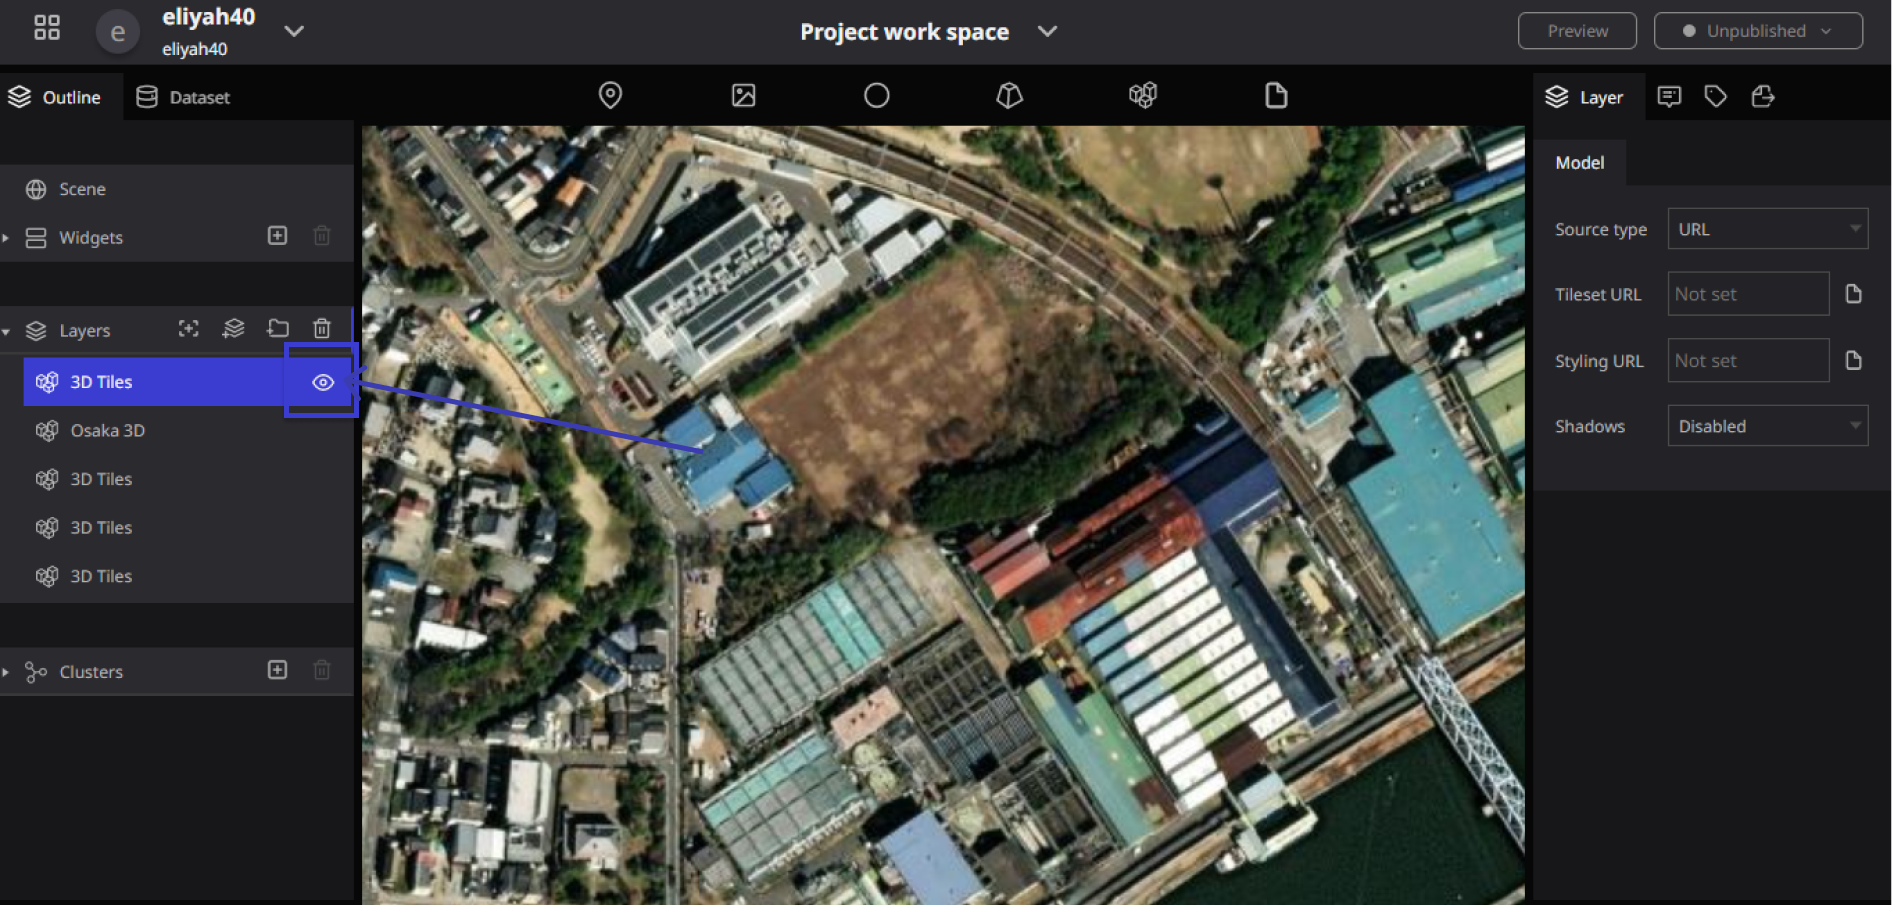 eliyah40
e
eliyah40
Project work space
Preview
Unpublished
Outline
Dataset
Layer
Scene
Widgets
Layers
3D Tiles
Osaka 3D
3D Tiles
3D Tiles
3D Tiles
Clusters
Model
Source type
URL
Tileset URL
Not set
Styling URL
Not set
Shadows
Disabled